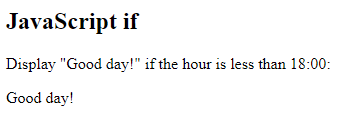 JavaScript if
Display "Good day!" if the hour is less than 18:00:
Good day!